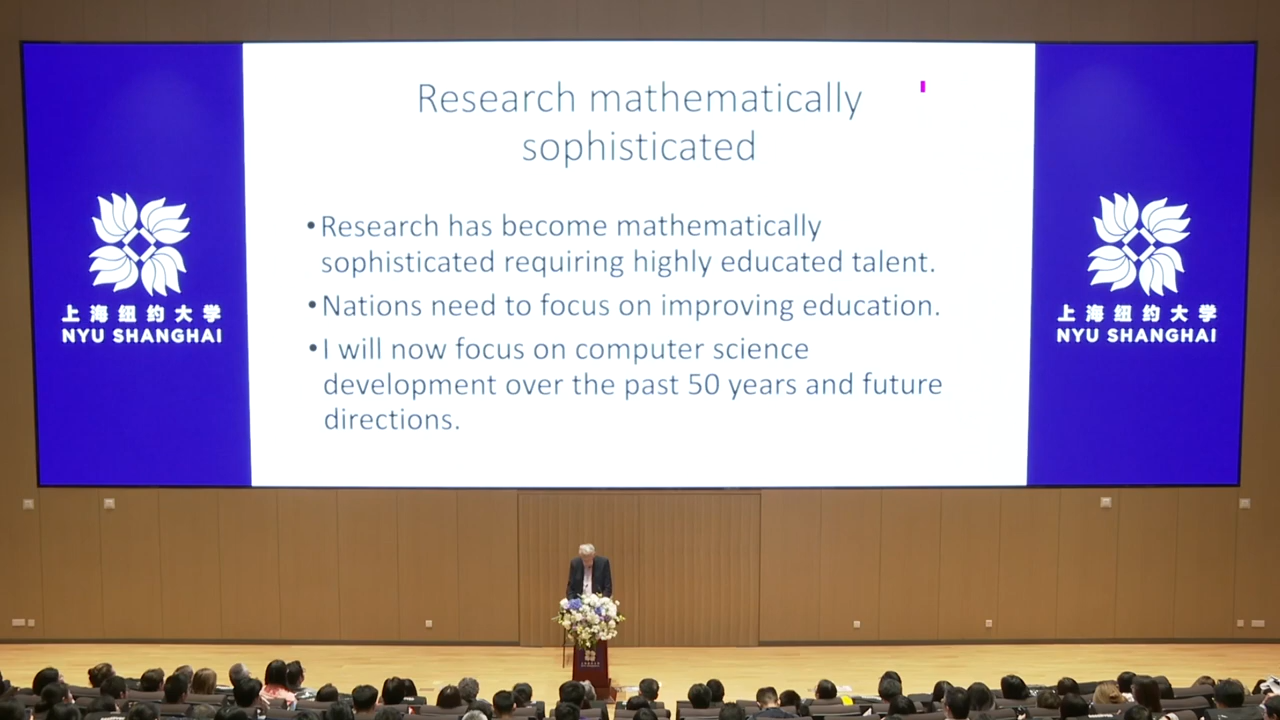 Research mathematically
sophisticated
•Research has become mathematically
sophisticated requiring highly educated talent.
•Nations need to focus on improving education.
•I will now focus on computer science
development over the past 50 years and future
directions.
上海纽约大学
NYU SHANGHAI
上海纽约大学
NYU SHANGHAI